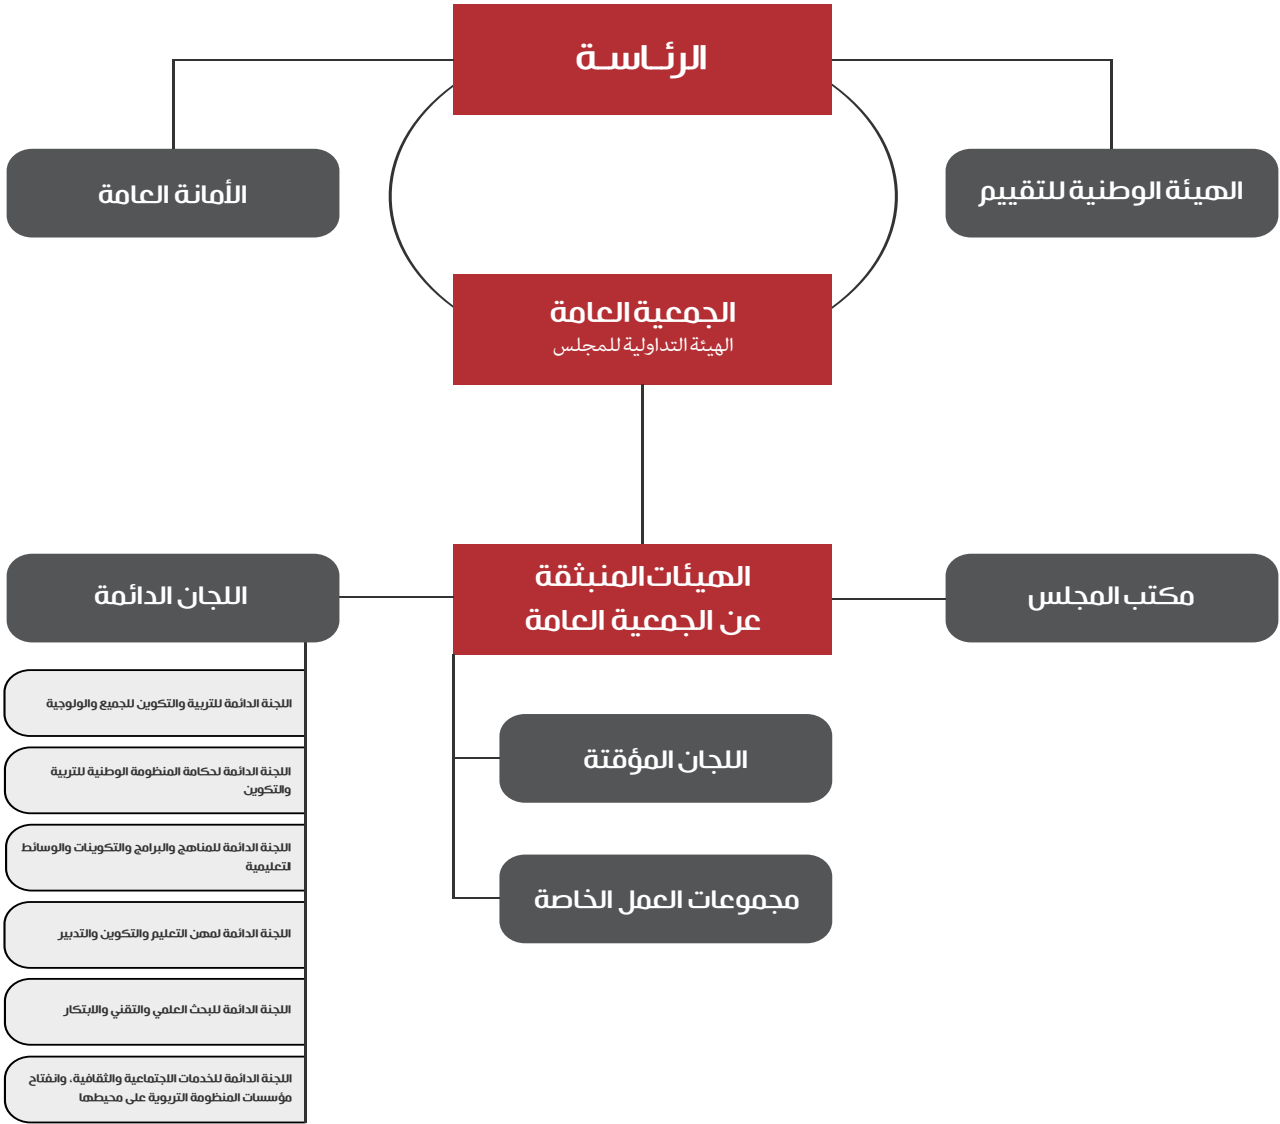 الرئـاسـة
الهيئة الوطنية للتقييم
الأمانة العامة
الجمعية العامة
الهيئة التداولية للمجلس
الهيئات المنبثقة
عن الجمعية العامة
مكتب المجلس
اللجان الدائمة
اللجان المؤقتة
مجموعات العمل الخاصة
اللجنة الدائمة للتربية والتكوين للجميع والولوجية
اللجنة الدائمة لحكامة المنظومة الوطنية للتربية
والتكوين
اللجنة الدائمة للمناهج والبرامج والتكوينات والوسائط
التعليمية
اللجنة الدائمة لمهن التعليم والتكوين والتدبير
اللجنة الدائمة للبحث العلمي والتقني والابتكار
اللجنة الدائمة للخدمات الاجتماعية والثقافية، وانفتاح
مؤسسات المنظومة التربوية على محيطها